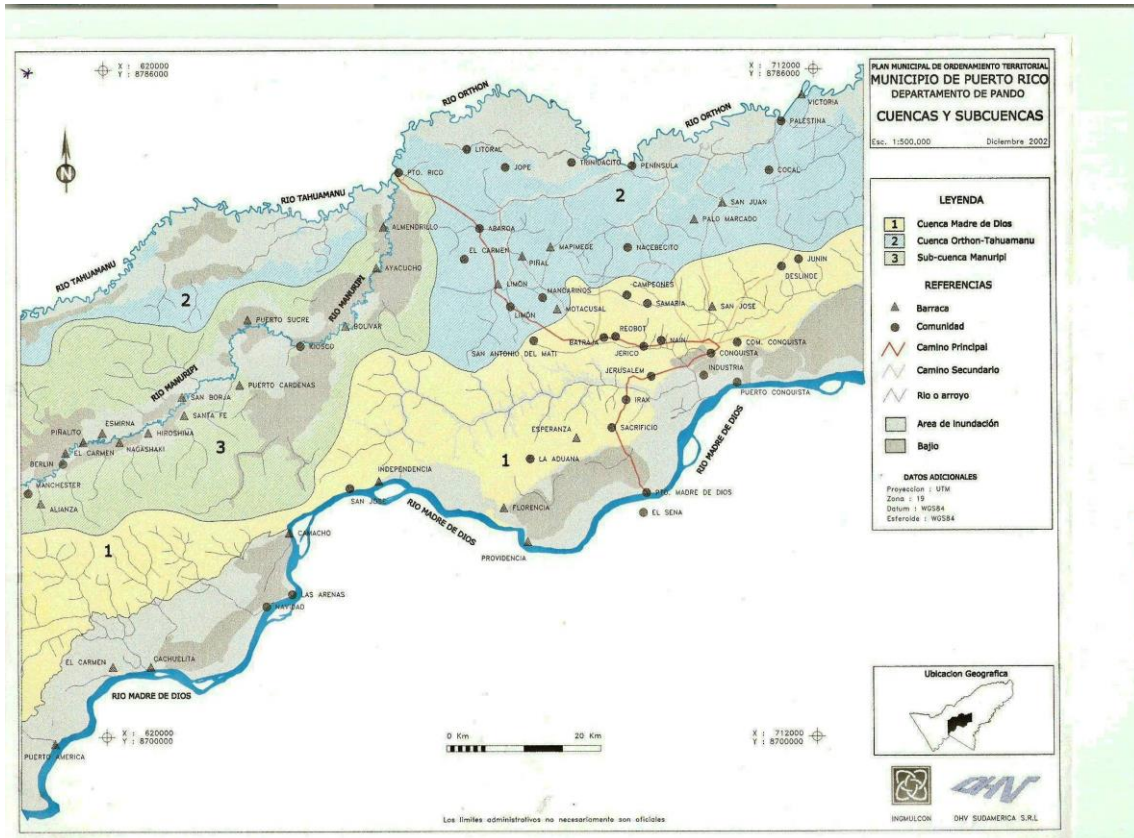 X : 620000
Y : 8786000
X : 712000
Y : 8786000
PLAN MUNICIPAL DE ORDENAMIENTO TERRITORIAL
MUNICIPIO DE PUERTO RICO
DEPARTAMENTO DE PANDO
CUENCAS Y SUBCUENCAS
Esc. 1:500,000 Diciembre 2002
N
RIO ORTHON
RIO ORTHON
VICTORIA
PALESTINA
LITORAL
JOPE
TRINIDACITO
PENÍNSULA
COCAL
PTO. RICO
2
SAN JUAN
PALO MARCADO
RIO TAHUAMANU
ALMENDRILLO
ABAROA
EL CARMEN
MAPIMEGE
NACEBECITO
PIÑAL
JUNIN
DESLINDE
RIO TAHUAMANU
AYACUCHO
LIMÓN
MANDARINOS
CAMPEONES
SAMARIA
SAN JOSE
2
RIO MANURIPI
LIMÓN
MOTACUSAL
PUERTO SUCRE
BOLIVAR
REOBOT
BATRAJA
NAIN
COM. CONQUISTA
KIOSCO
SAN ANTONIO DEL MATI
JERICO
CONQUISTA
JERUSALEM
INDUSTRIA
RIO MANURIPI
PUERTO CARDENAS
PUERTO CONQUISTA
SAN BORJA
IRAK
SANTA FE
ESMIRNA
PIÑALITO
HIROSHIMA
ESPERANZA
SACRIFICIO
RIO MADRE DE DIOS
NAGASHAKI
EL CARMEN
3
BERLIN
1
LA ADUANA
MANCHESTER
INDEPENDENCIA
ALIANZA
SAN JOSE
PTO. MADRE DE DIOS
FLORENCIA
EL SENA
RIO MADRE DE DIOS
CAMACHO
PROVIDENCIA
1
LAS ARENAS
NAVIDAD
EL CARMEN
CACHUELITA
RIO MADRE DE DIOS
PUERTO AMERICA
X : 620000
Y : 8700000
0 Km 20 Km
X : 712000
Y : 8700000
Los limites administrativos no necesariamente son oficiales
LEYENDA
1 Cuenca Madre de Dios
2 Cuenca Orthon-Tahuamanu
3 Sub-cuenca Manuripi
REFERENCIAS
Barraca
Comunidad
Camino Principal
Camino Secundario
Rio o arroyo
Area de Inundación
Bajio
DATOS ADICIONALES
Proyeccion : UTM
Zona : 19
Datum : WGS84
Esferoide : WGS84
Ubicacion Geografica
INGMULCON
DHV
DHV SUDAMERICA S.R.L